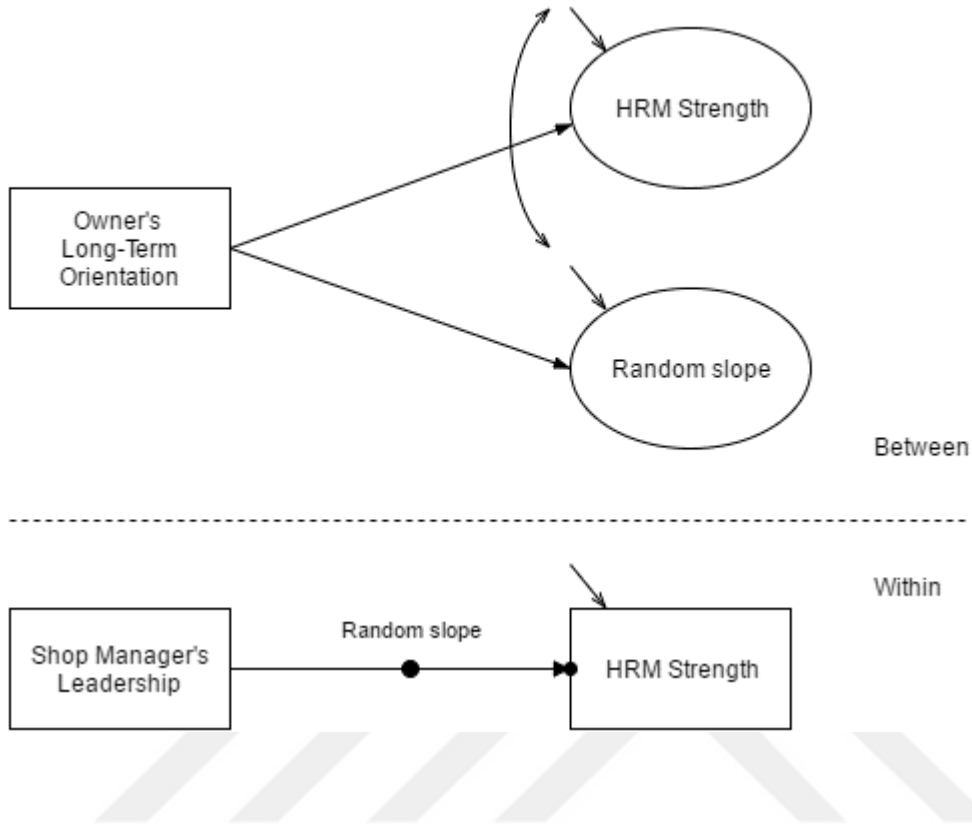 HRM Strength
Owner's
Long-Term
Orientation
Random slope
Between
Within
Random slope
Shop Manager's
Leadership
HRM Strength